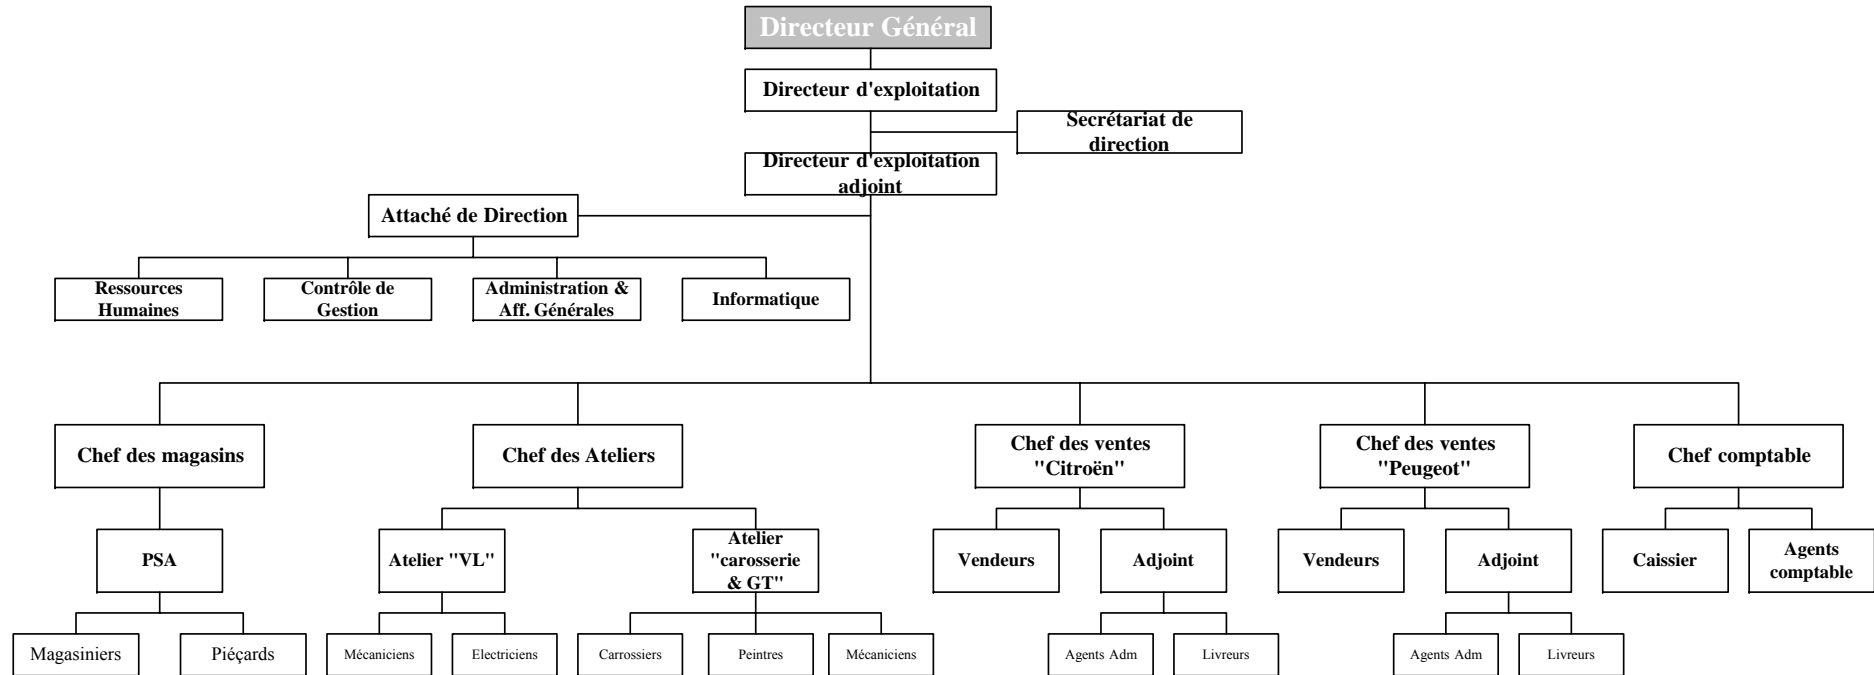 Directeur Général
Directeur d'exploitation
Secrétariat de
direction
Directeur d'exploitation
adjoint
Attaché de Direction
Ressources
Humaines
Contrôle de
Gestion
Administration &
Aff. Générales
Informatique
Chef des magasins
Chef des Ateliers
Chef des ventes
"Citroën"
Chef des ventes
"Peugeot"
Chef comptable
PSA
Atelier "VL"
Atelier
"carosserie
& GT"
Vendeurs
Adjoint
Vendeurs
Adjoint
Caissier
Agents
comptable
Magasiniers
Piéçards
Mécaniciens
Electriciens
Carrossiers
Peintres
Mécaniciens
Agents Adm
Livreurs
Agents Adm
Livreurs